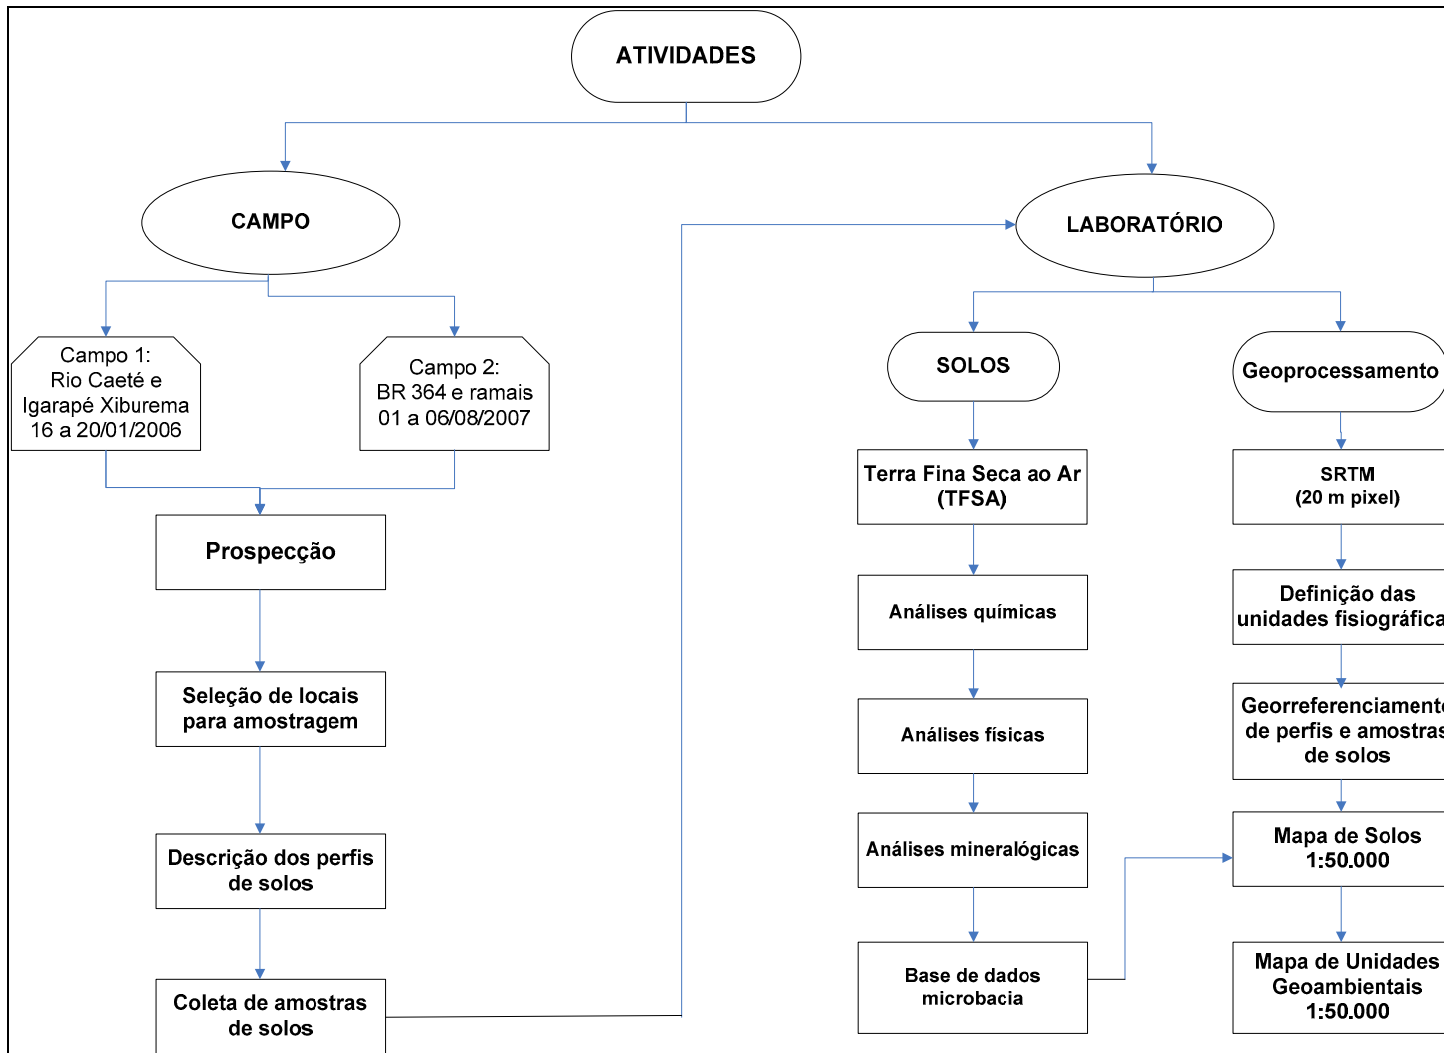 ATIVIDADES
CAMPO
LABORATÓRIO
Campo 1:
Rio Caeté e
Igarapé Xiburema
16 a 20/01/2006
Campo 2:
BR 364 e ramais
01 a 06/08/2007
Prospecção
Seleção de locais
para amostragem
Descrição dos perfis
de solos
Coleta de amostras
de solos
SOLOS
Terra Fina Seca ao Ar
(TFSA)
Análises químicas
Análises físicas
Análises mineralógicas
Base de dados
microbacia
Geoprocessamento
SRTM
(20 m pixel)
Definição das
unidades fisiográfica
Georreferenciamento
de perfis e amostras
de solos
Mapa de Solos
1:50.000
Mapa de Unidades
Geoambientais
1:50.000